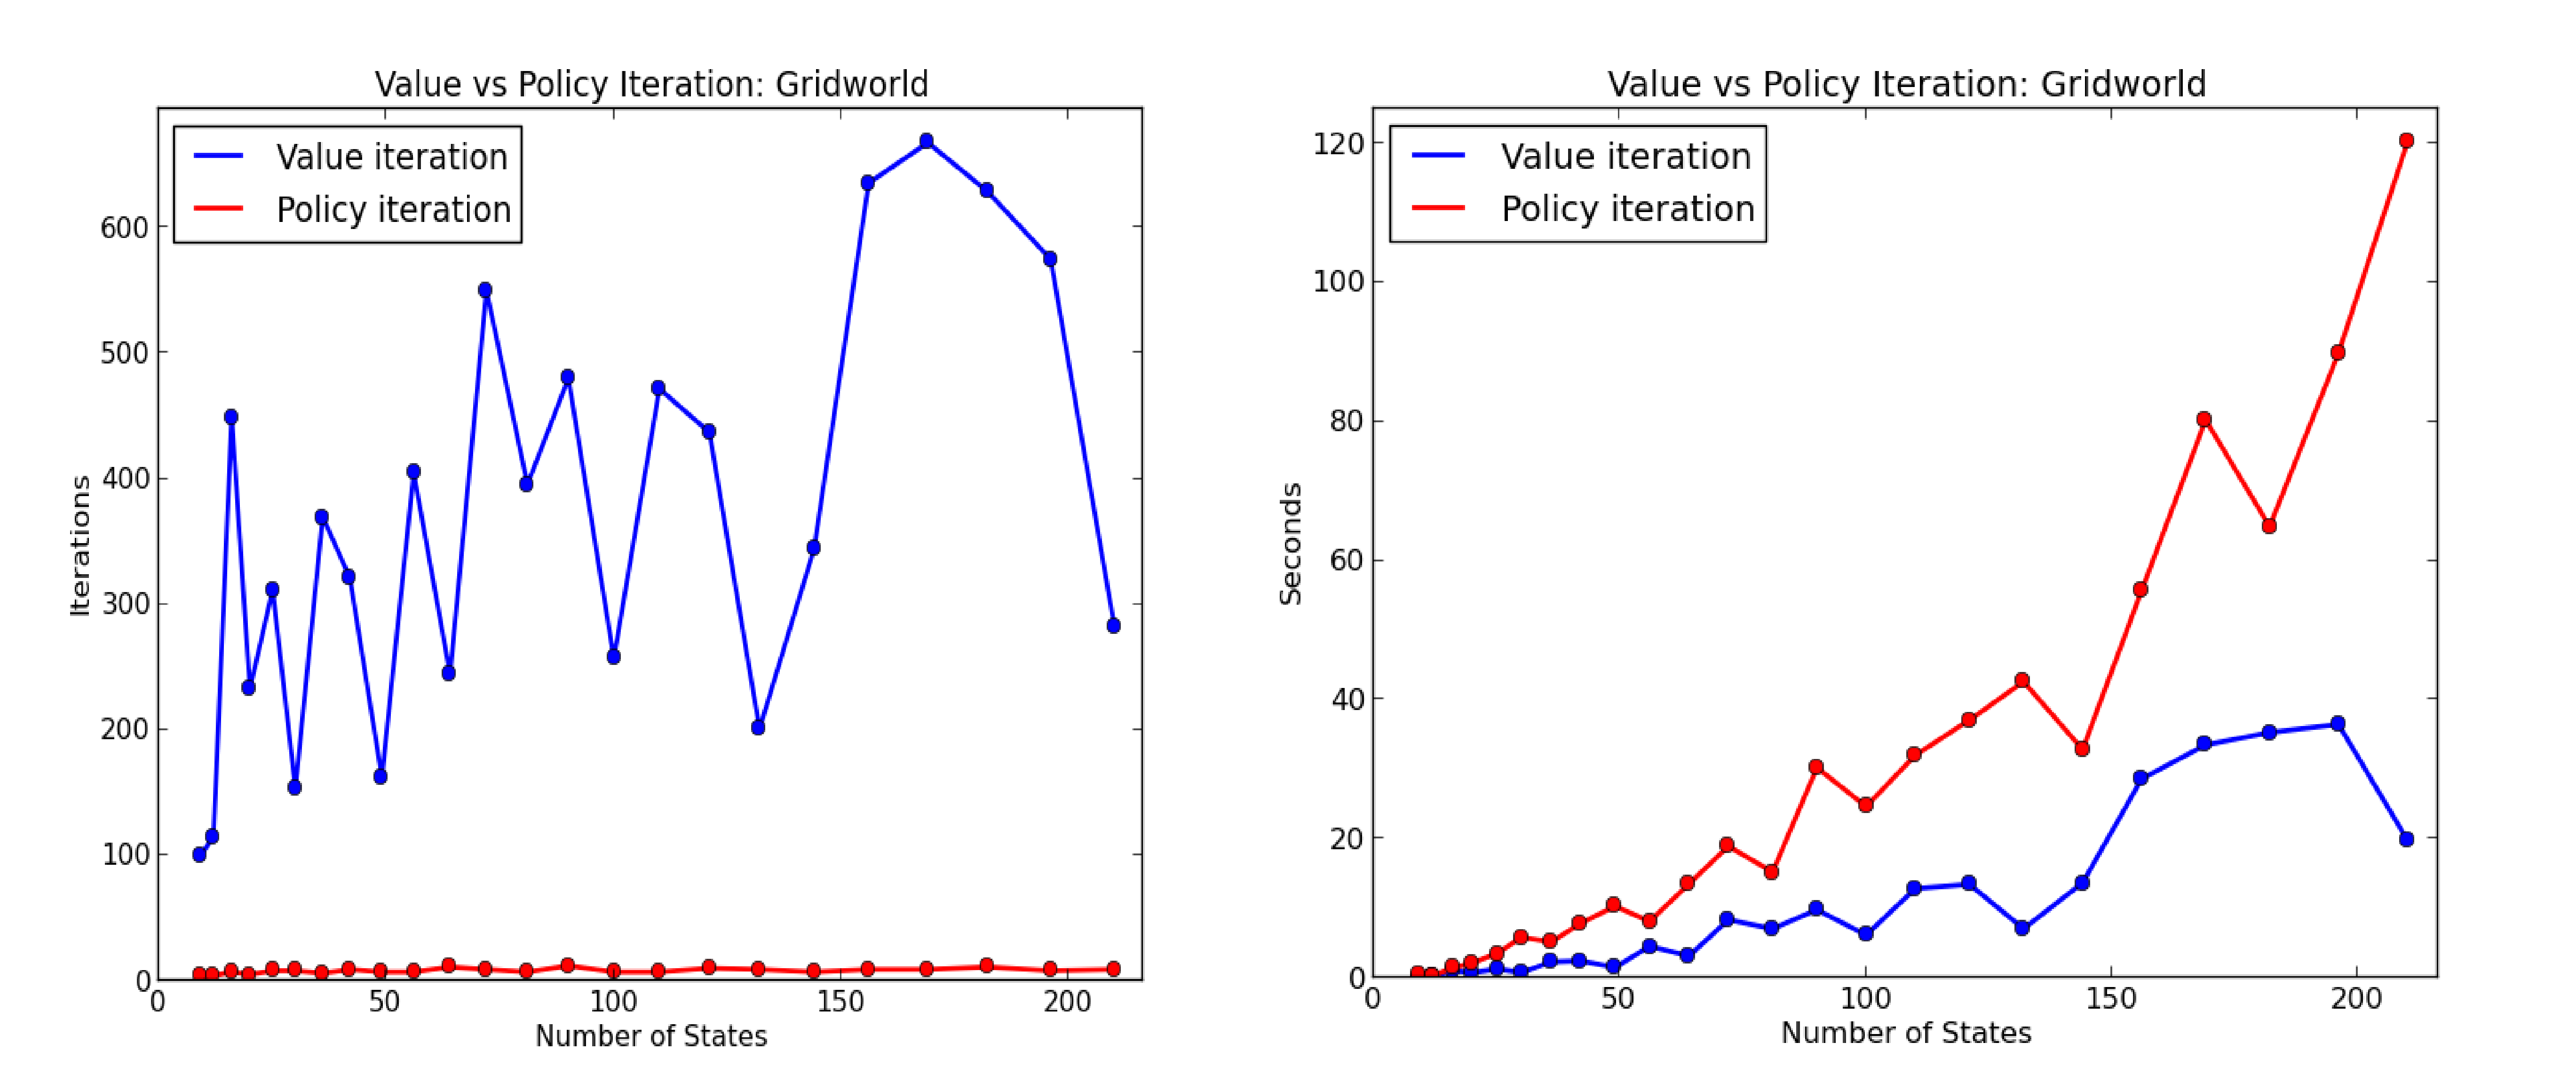 Value vs Policy Iteration: Gridworld
Value iteration
Policy iteration
600
500
400
300
200
100
0
Iterations
0 50 100 150 200
Number of States
Value vs Policy Iteration: Gridworld
Value iteration
Policy iteration
120
100
80
60
40
20
0
Seconds
0 50 100 150 200
Number of States